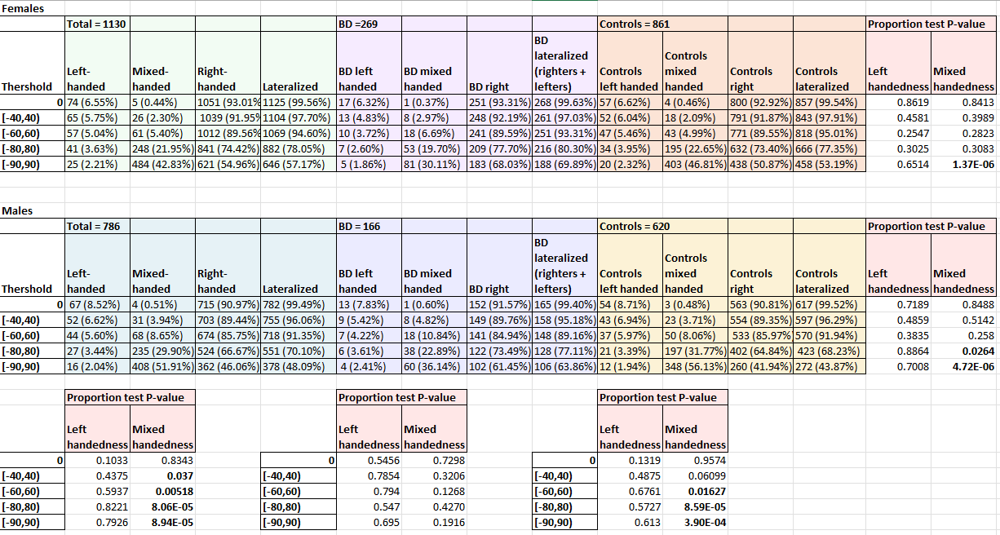 Females
Total = 1130 BD =269 Controls = 861 Proportion test P-value
Thershold Left-handed Mixed-handed Right-handed Lateralized BD left handed BD mixed handed BD right BD lateralized (righters + lefters) Controls left handed Controls mixed handed Controls right Controls lateralized Left handedness Mixed handedness
0 74 (6.55%) 5 (0.44%) 1051 (93.01% 1125 (99.56%) 17 (6.32%) 1 (0.37%) 251 (93.31%) 268 (99.63%) 57 (6.62%) 4 (0.46%) 800 (92.92%) 857 (99.54%) 0.8619 0.8413
[-40,40) 65 (5.75%) 26 (2.30%) 1039 (91.95% 1104 (97.70%) 13 (4.83%) 8 (2.97%) 248 (92.19%) 261 (97.03%) 52 (6.04%) 18 (2.09%) 791 (91.87%) 843 (97.91%) 0.4581 0.3989
[-60,60) 57 (5.04%) 61 (5.40%) 1012 (89.56% 1069 (94.60%) 10 (3.72%) 18 (6.69%) 241 (89.59%) 251 (93.31%) 47 (5.46%) 43 (4.99%) 771 (89.55%) 818 (95.01%) 0.2547 0.2823
[-80,80) 41 (3.63%) 248 (21.95%) 841 (74.42%) 882 (78.05%) 7 (2.60%) 53 (19.70%) 209 (77.70%) 216 (80.30%) 34 (3.95%) 195 (22.65%) 632 (73.40%) 666 (77.35%) 0.3025 0.3083
[-90,90) 25 (2.21%) 484 (42.83%) 621 (54.96%) 646 (57.17%) 5 (1.86%) 81 (30.11%) 183 (68.03%) 188 (69.89%) 20 (2.32%) 403 (46.81%) 438 (50.87%) 458 (53.19%) 0.6514 1.37E-06
Males
Total = 786 BD = 166 Controls = 620 Proportion test P-value
Thershold Left-handed Mixed-handed Right-handed Lateralized BD left handed BD mixed handed BD right BD lateralized (righters + lefters) Controls left handed Controls mixed handed Controls right Controls lateralized Left handedness Mixed handedness
0 67 (8.52%) 4 (0.51%) 715 (90.97%) 782 (99.49%) 13 (7.83%) 1 (0.60%) 152 (91.57%) 165 (99.40%) 54 (8.71%) 3 (0.48%) 563 (90.81%) 617 (99.52%) 0.7189 0.8488
[-40,40) 52 (6.62%) 31 (3.94%) 703 (89.44%) 755 (96.06%) 9 (5.42%) 8 (4.82%) 149 (89.76%) 158 (95.18%) 43 (6.94%) 23 (3.71%) 554 (89.35%) 597 (96.29%) 0.4859 0.5142
[-60,60) 44 (5.60%) 68 (8.65%) 674 (85.75%) 718 (91.35%) 7 (4.22%) 18 (10.84%) 141 (84.94%) 148 (89.16%) 37 (5.97%) 50 (8.06%) 533 (85.97%) 570 (91.94%) 0.3835 0.258
[-80,80) 27 (3.44%) 235 (29.90%) 524 (66.67%) 551 (70.10%) 6 (3.61%) 38 (22.89%) 122 (73.49%) 128 (77.11%) 21 (3.39%) 197 (31.77%) 402 (64.84%) 423 (68.23%) 0.8864 0.0264
[-90,90) 16 (2.04%) 408 (51.91%) 362 (46.06%) 378 (48.09%) 4 (2.41%) 60 (36.14%) 102 (61.45%) 106 (63.86%) 12 (1.94%) 348 (56.13%) 260 (41.94%) 272 (43.87%) 0.7008 4.72E-06
Proportion test P-value Proportion test P-value Proportion test P-value
Left handedness Mixed handedness Left handedness Mixed handedness Left handedness Mixed handedness
0 0.1033 0.8343 0 0.5456 0.7298 0 0.1319 0.9574
[-40,40) 0.4375 0.037 [-40,40) 0.7854 0.3206 [-40,40) 0.4875 0.06099
[-60,60) 0.5937 0.00518 [-60,60) 0.794 0.1268 [-60,60) 0.6761 0.01627
[-80,80) 0.8221 8.06E-05 [-80,80) 0.547 0.4270 [-80,80) 0.5727 8.59E-05
[-90,90) 0.7926 8.94E-05 [-90,90) 0.695 0.1916 [-90,90) 0.613 3.90E-04